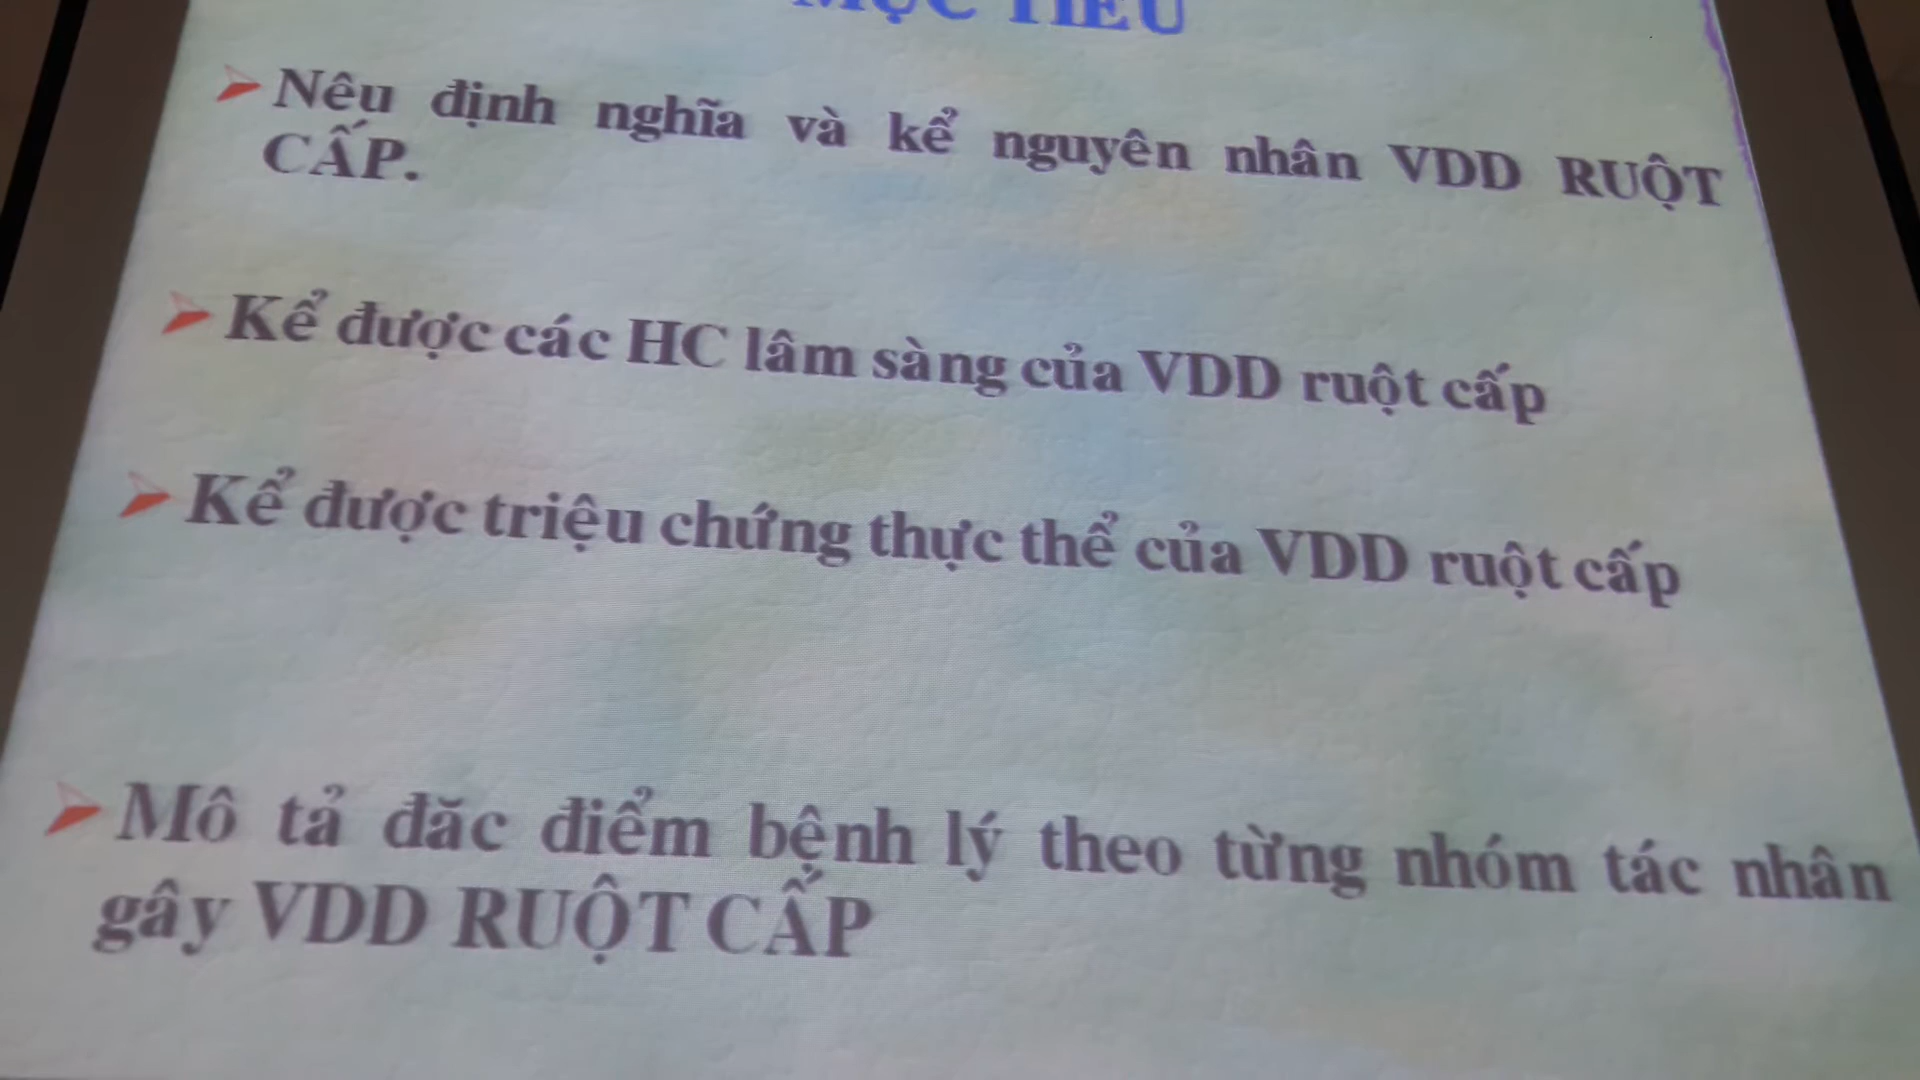 MỤC TIÊU
Nêu định nghĩa và kể nguyên nhân VDD RUỘT
CẤP.
Kể được các HC lâm sàng của VDD ruột cấp
Kể được triệu chứng thực thể của VDD ruột cấp
Mô tả đăc điểm bệnh lý theo từng nhóm tác nhân
gây VDD RUỘT CẤP